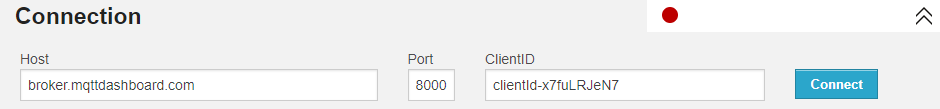 Connection
Host Port ClientID
broker.mqttdashboard.com 8000 clientId-x7fuLRJeN7 Connect